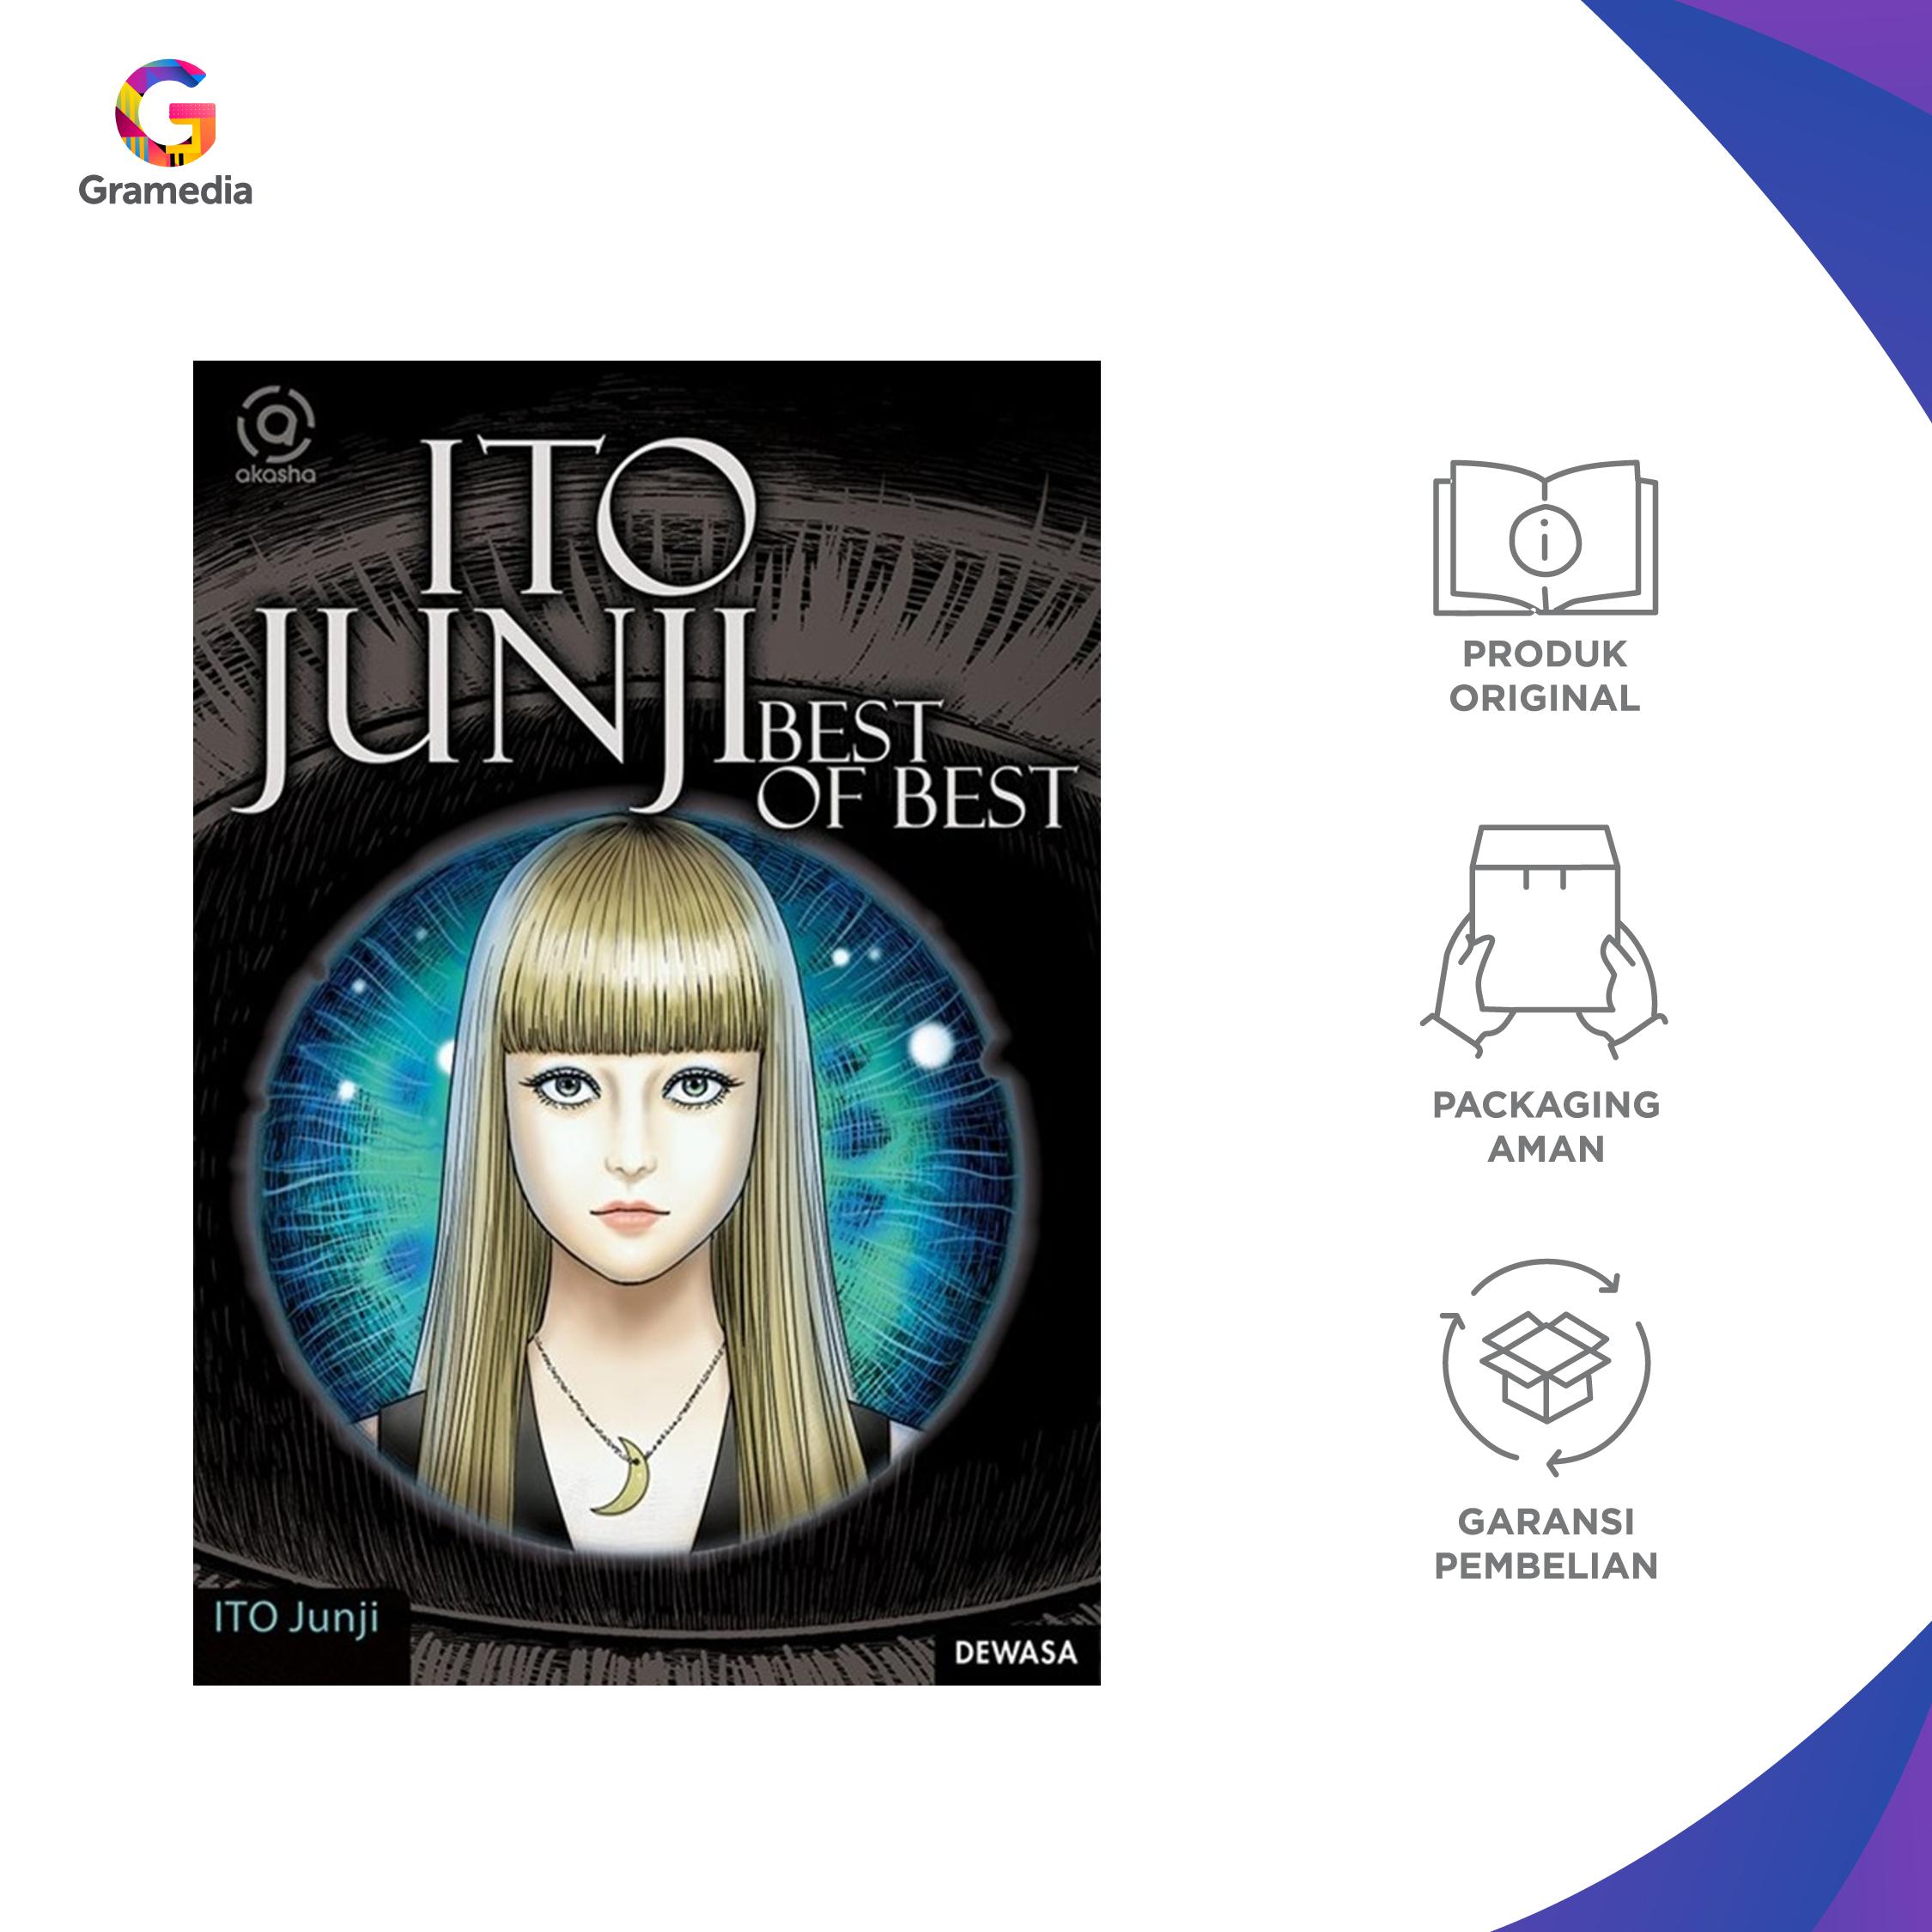 Gramedia
akasha
ITO
JUNJI
BEST
OF BEST
ITO Junji
DEWASA
PRODUK
ORIGINAL
PACKAGING
AMAN
GARANSI
PEMBELIAN